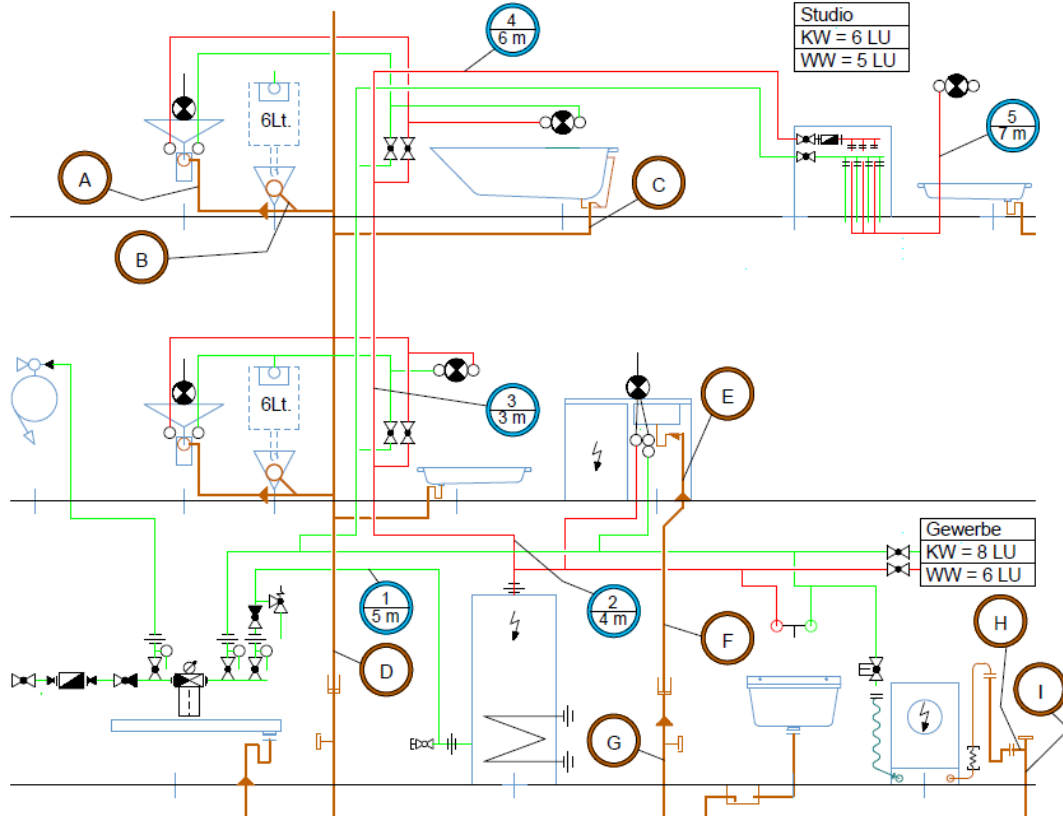 Studio
KW = 6 LU
WW = 5 LU
4
6 m
6Lt.
5
7 m
A
C
B
3
3 m
E
6Lt.
Gewerbe
KW = 8 LU
WW = 6 LU
1
5 m
2
4 m
H
F
D
I
G